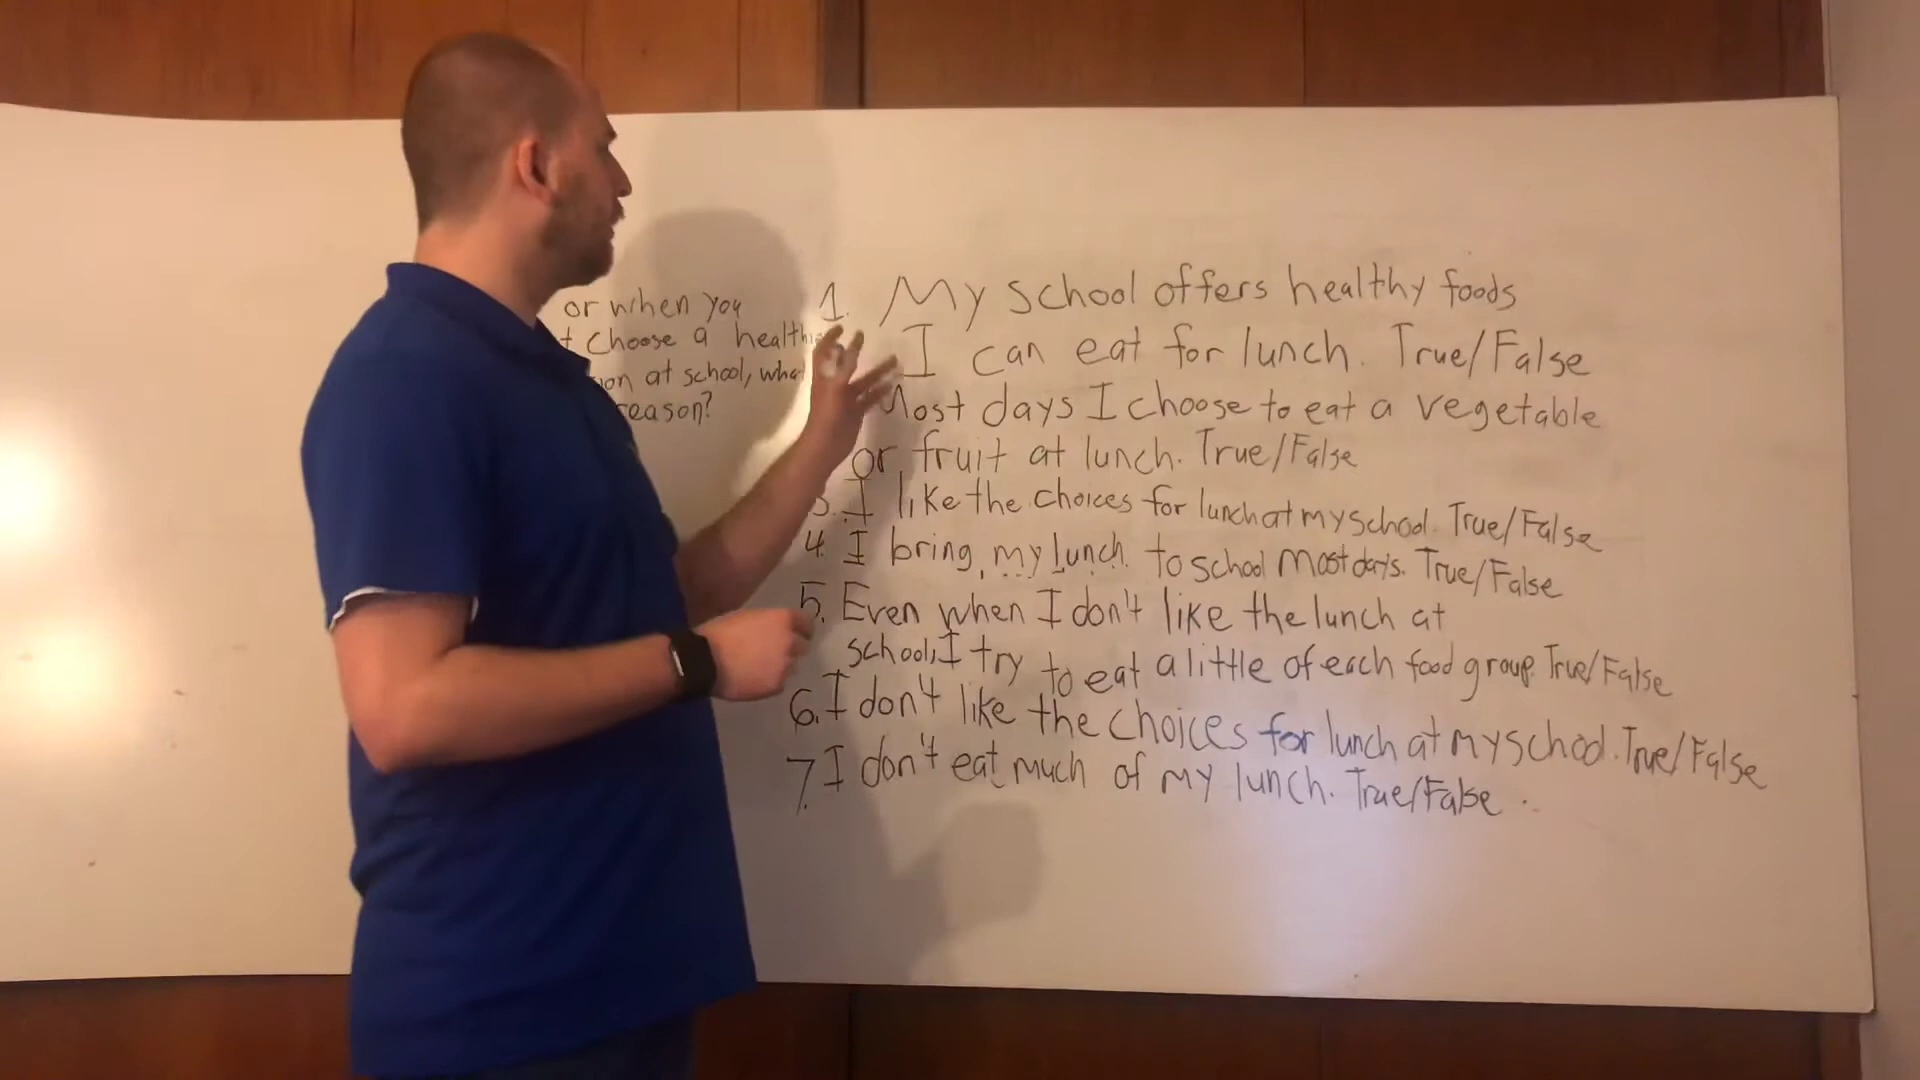 or when you
choose a
at school,
reason?
1. My school offers healthy foods
I can eat for lunch. True/False
Most days I choose to eat a vegetable
or fruit at lunch. True/False
3. I like the choices for lunch at my school. True/False
4. I bring my lunch to school most days. True/False
5. Even when I don't like the lunch at
school, I try to eat a little of each food group. True/False
6. I don't like the choices for lunch at my school. True/False
7. I don't eat much of my lunch. True/False